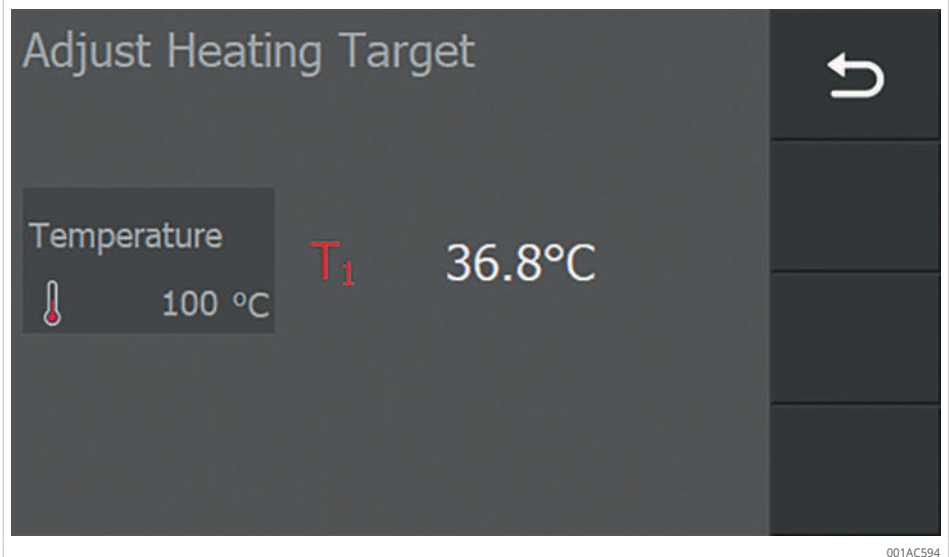 Adjust Heating Target
Temperature
100 °C
T₁ 36.8°C
001AC594